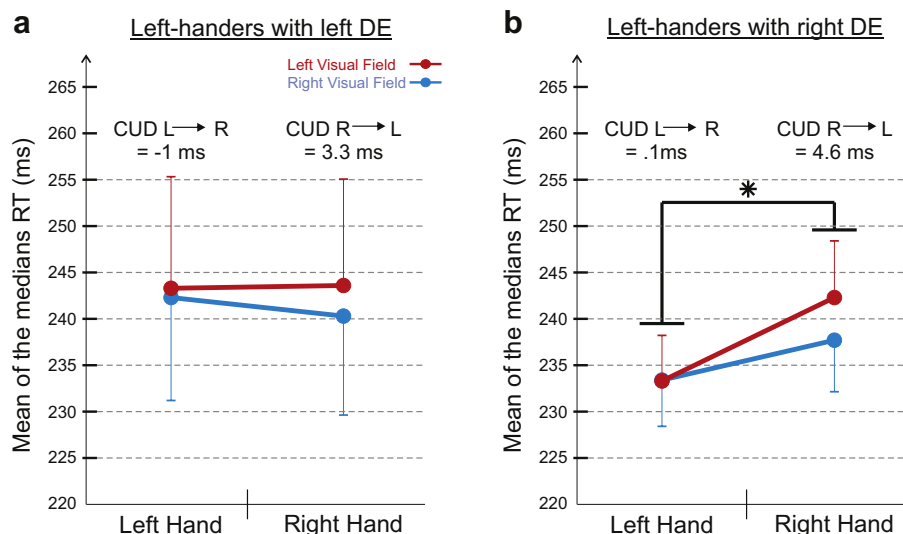 a
Left-handers with left DE
Left Visual Field
Right Visual Field
CUD L → R
= -1 ms
CUD R → L
= 3.3 ms
Mean of the medians RT (ms)
265
260
255
250
245
240
235
230
225
220
Left Hand
Right Hand
b
Left-handers with right DE
CUD L → R
= .1ms
CUD R → L
= 4.6 ms
*
Mean of the medians RT (ms)
265
260
255
250
245
240
235
230
225
220
Left Hand
Right Hand